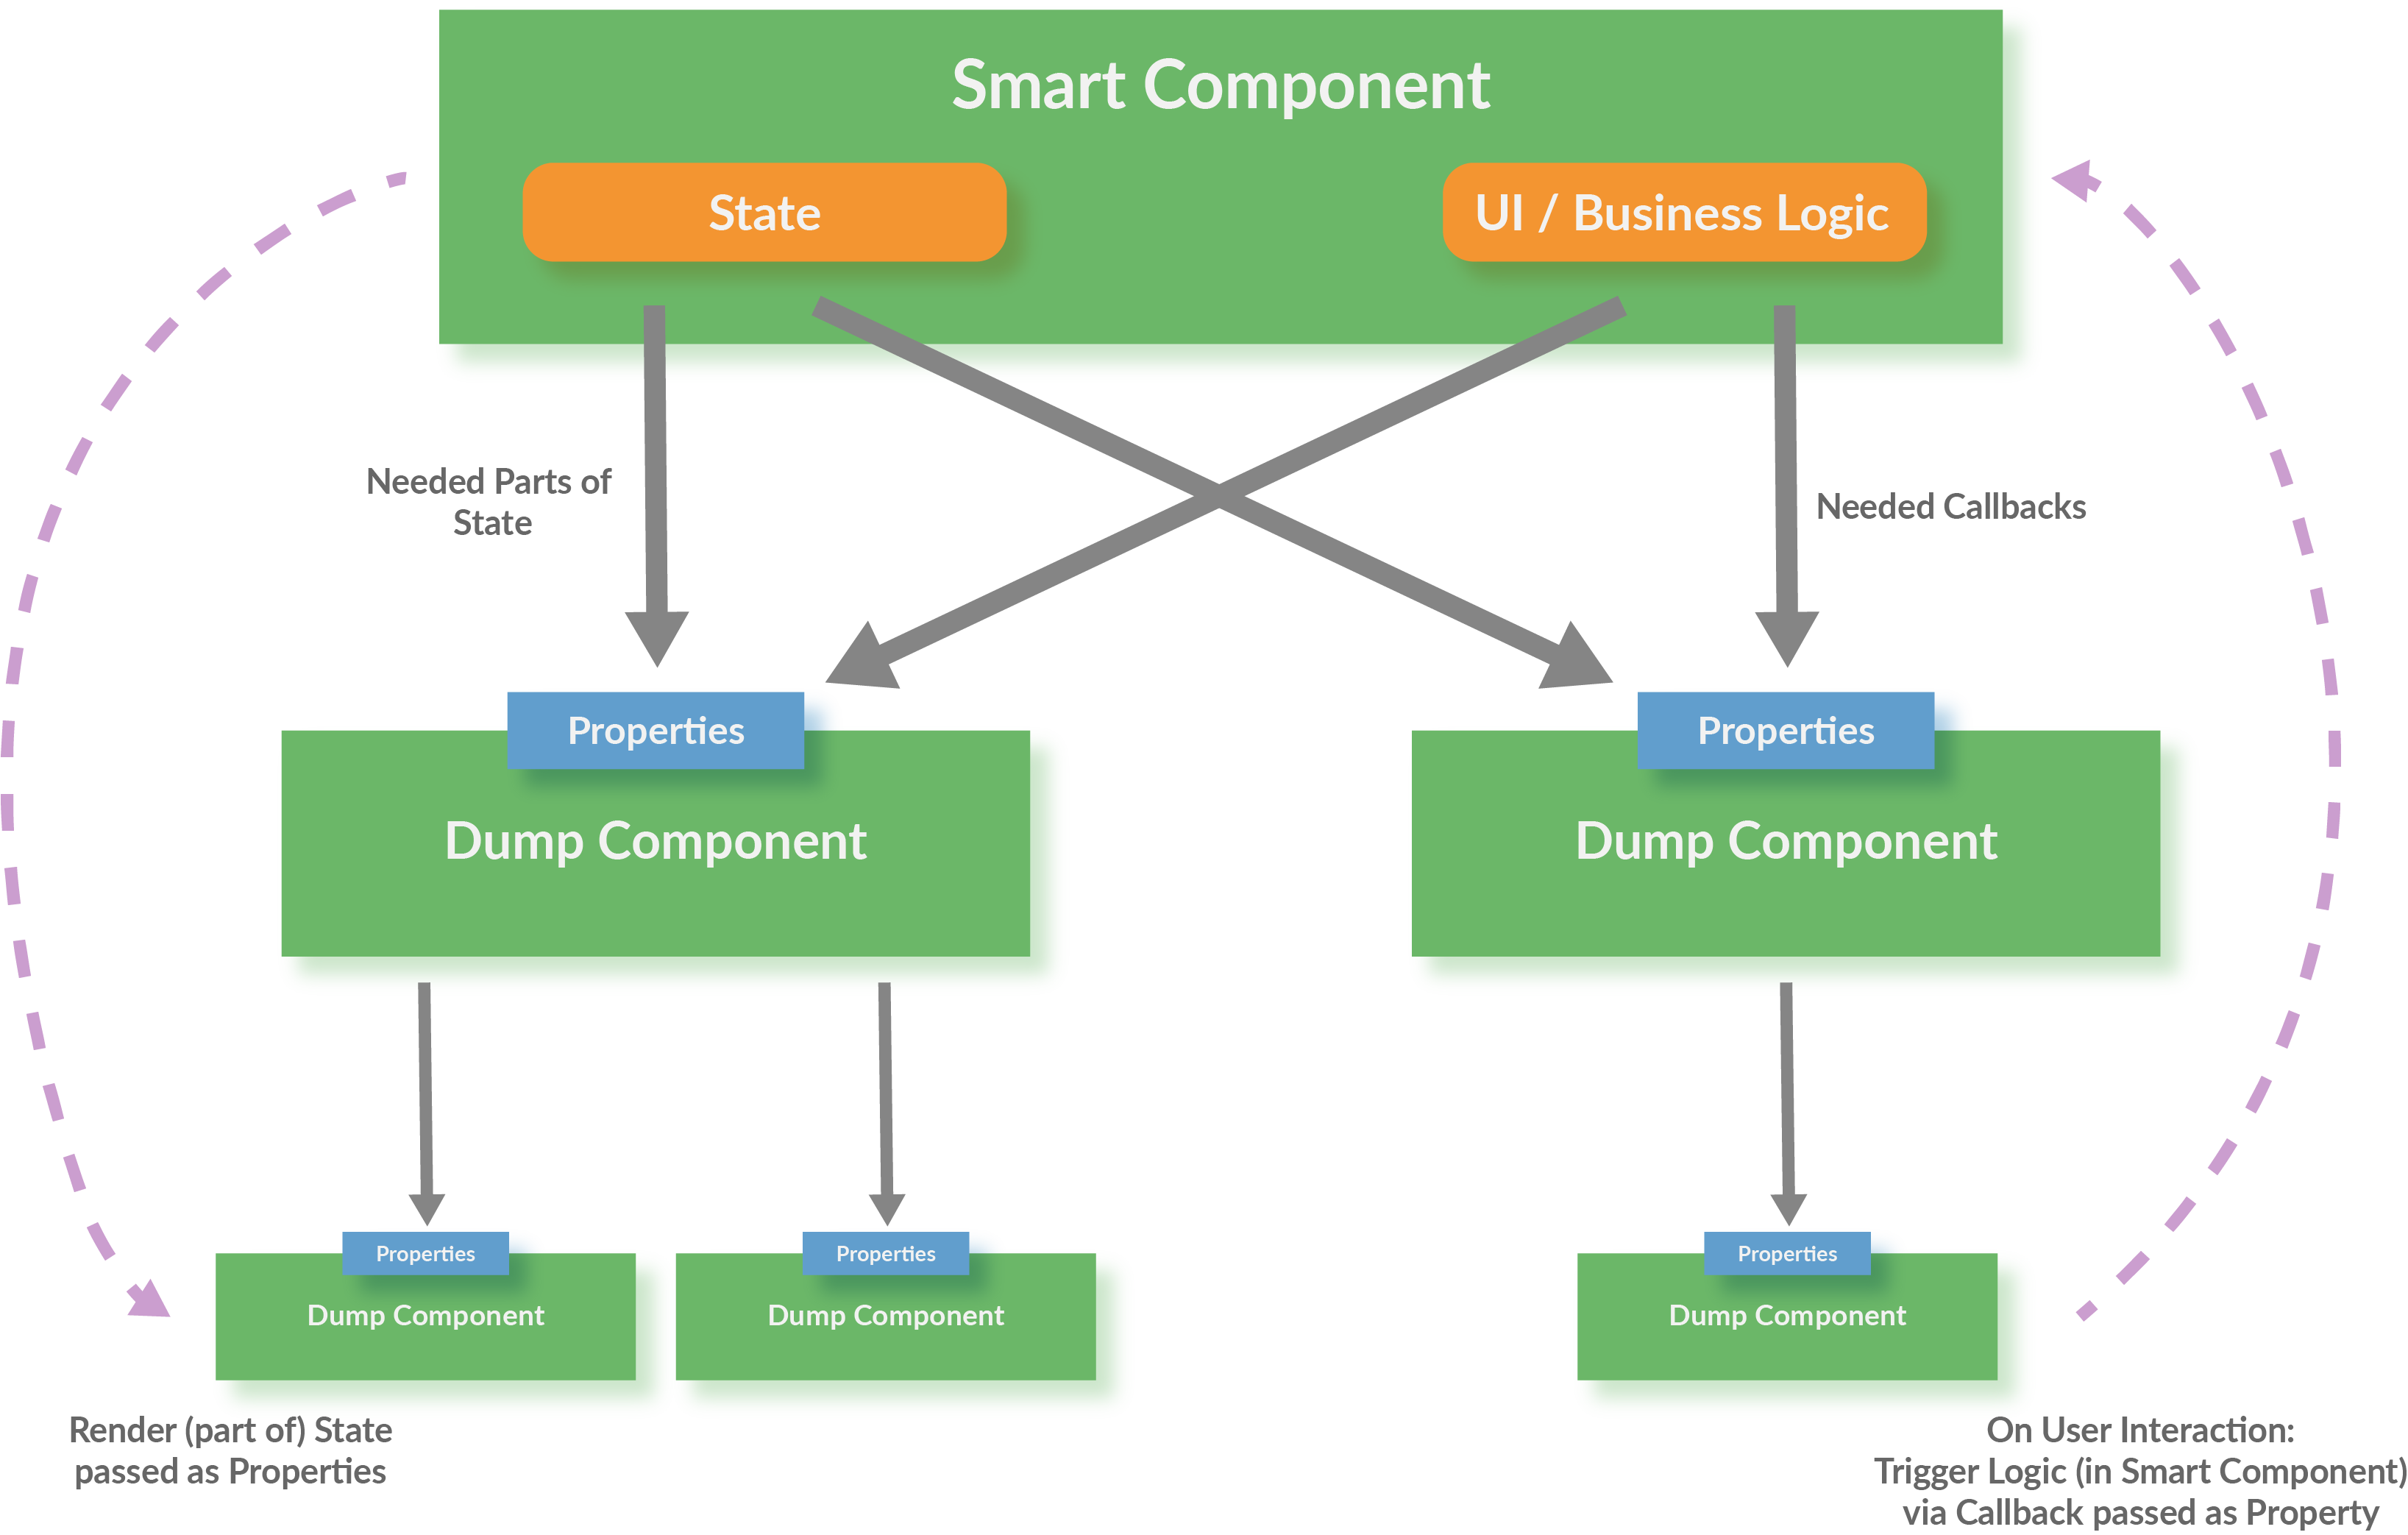 Smart Component
State
UI / Business Logic
Needed Parts of
State
Needed Callbacks
Properties
Properties
Dump Component
Dump Component
Properties
Properties
Properties
Dump Component
Dump Component
Dump Component
Render (part of) State
passed as Properties
On User Interaction:
Trigger Logic (in Smart Component)
via Callback passed as Property